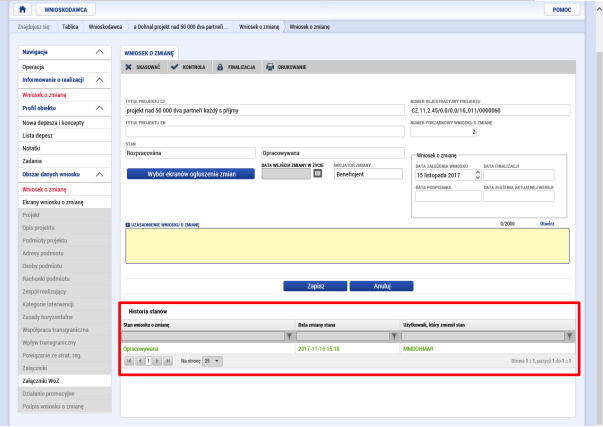 WNIOSKODAWCA
POMOC
Znajdujesz się: Tablica Wnioskodawca a Dohnal projekt nad 50 000 dva partneři... Wniosek o zmianę Wniosek o zmianę
Nawigacja
Operacja
Informowanie o realizacji
Wniosek o zmianę
Profil obiektu
Nowa depesza i koncepty
Lista depesz
Notatki
Zadania
Obszar danych wniosku
Wniosek o zmianę
Ekrany wniosku o zmianę
Projekt
Opis projektu
Podmioty projektu
Adresy podmiotu
Osoby podmiotu
Rachunki podmiotu
Zespół realizujący
Kategorie interwencji
Zasady horyzontalne
Współpraca transgraniczna
Wpływ transgraniczny
Powiązanie ze strat. reg.
Załączniki
Załączniki WoZ
Działanie promocyjne
Podpis wniosku o zmianę
WNIOSEK O ZMIANĘ
SKASOWAĆ KONTROLA FINALIZACJA DRUKOWANIE
TYTUŁ PROJEKTU CZ
projekt nad 50 000 dva partneři každý s příjmy
NUMER REJESTRACYJNY PROJEKTU
CZ.11.2.45/0.0/0.0/16_011/0000060
TYTUŁ PROJEKTU EN
NUMER PORZĄDKOWY WNIOSKU O ZMIANĘ
2
STAN
Rozpracována
Opracowywana
Wybór ekranów ogłoszenia zmian
DATA WEJŚCIA ZMIANY W ŻYCIE
INICJATOR ZMIANY
Beneficjent
Wniosek o zmianę
DATA ZAŁOŻENIA WNIOSKU
15 listopada 2017
DATA FINALIZACJI
DATA PODPISANIA
DATA ZŁOŻENIA AKTUALNEJ WERSJI
UZASADNIENIE WNIOSKU O ZMIANĘ
0/2000
Otwórz
Zapisz
Anuluj
Historia stanów
Stan wniosku o zmianę
Data zmiany stanu
Użytkownik, który zmienił stan
Opracowywana
2017-11-15 15:18
MMDOHMAR
1
Na stronę 25
Strona 1 z 1, pozycji 1 do 1 z 1